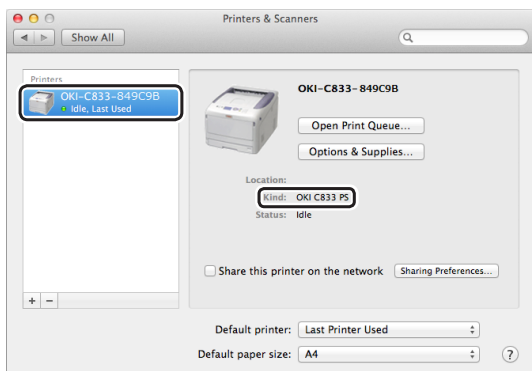 Printers & Scanners
Show All
Printers
OKI-C833-849C9B
Idle, Last Used
OKI-C833-849C9B
Open Print Queue...
Options & Supplies...
Location:
Kind: OKI C833 PS
Status: Idle
Share this printer on the network Sharing Preferences...
+ −
Default printer: Last Printer Used
Default paper size: A4 ?